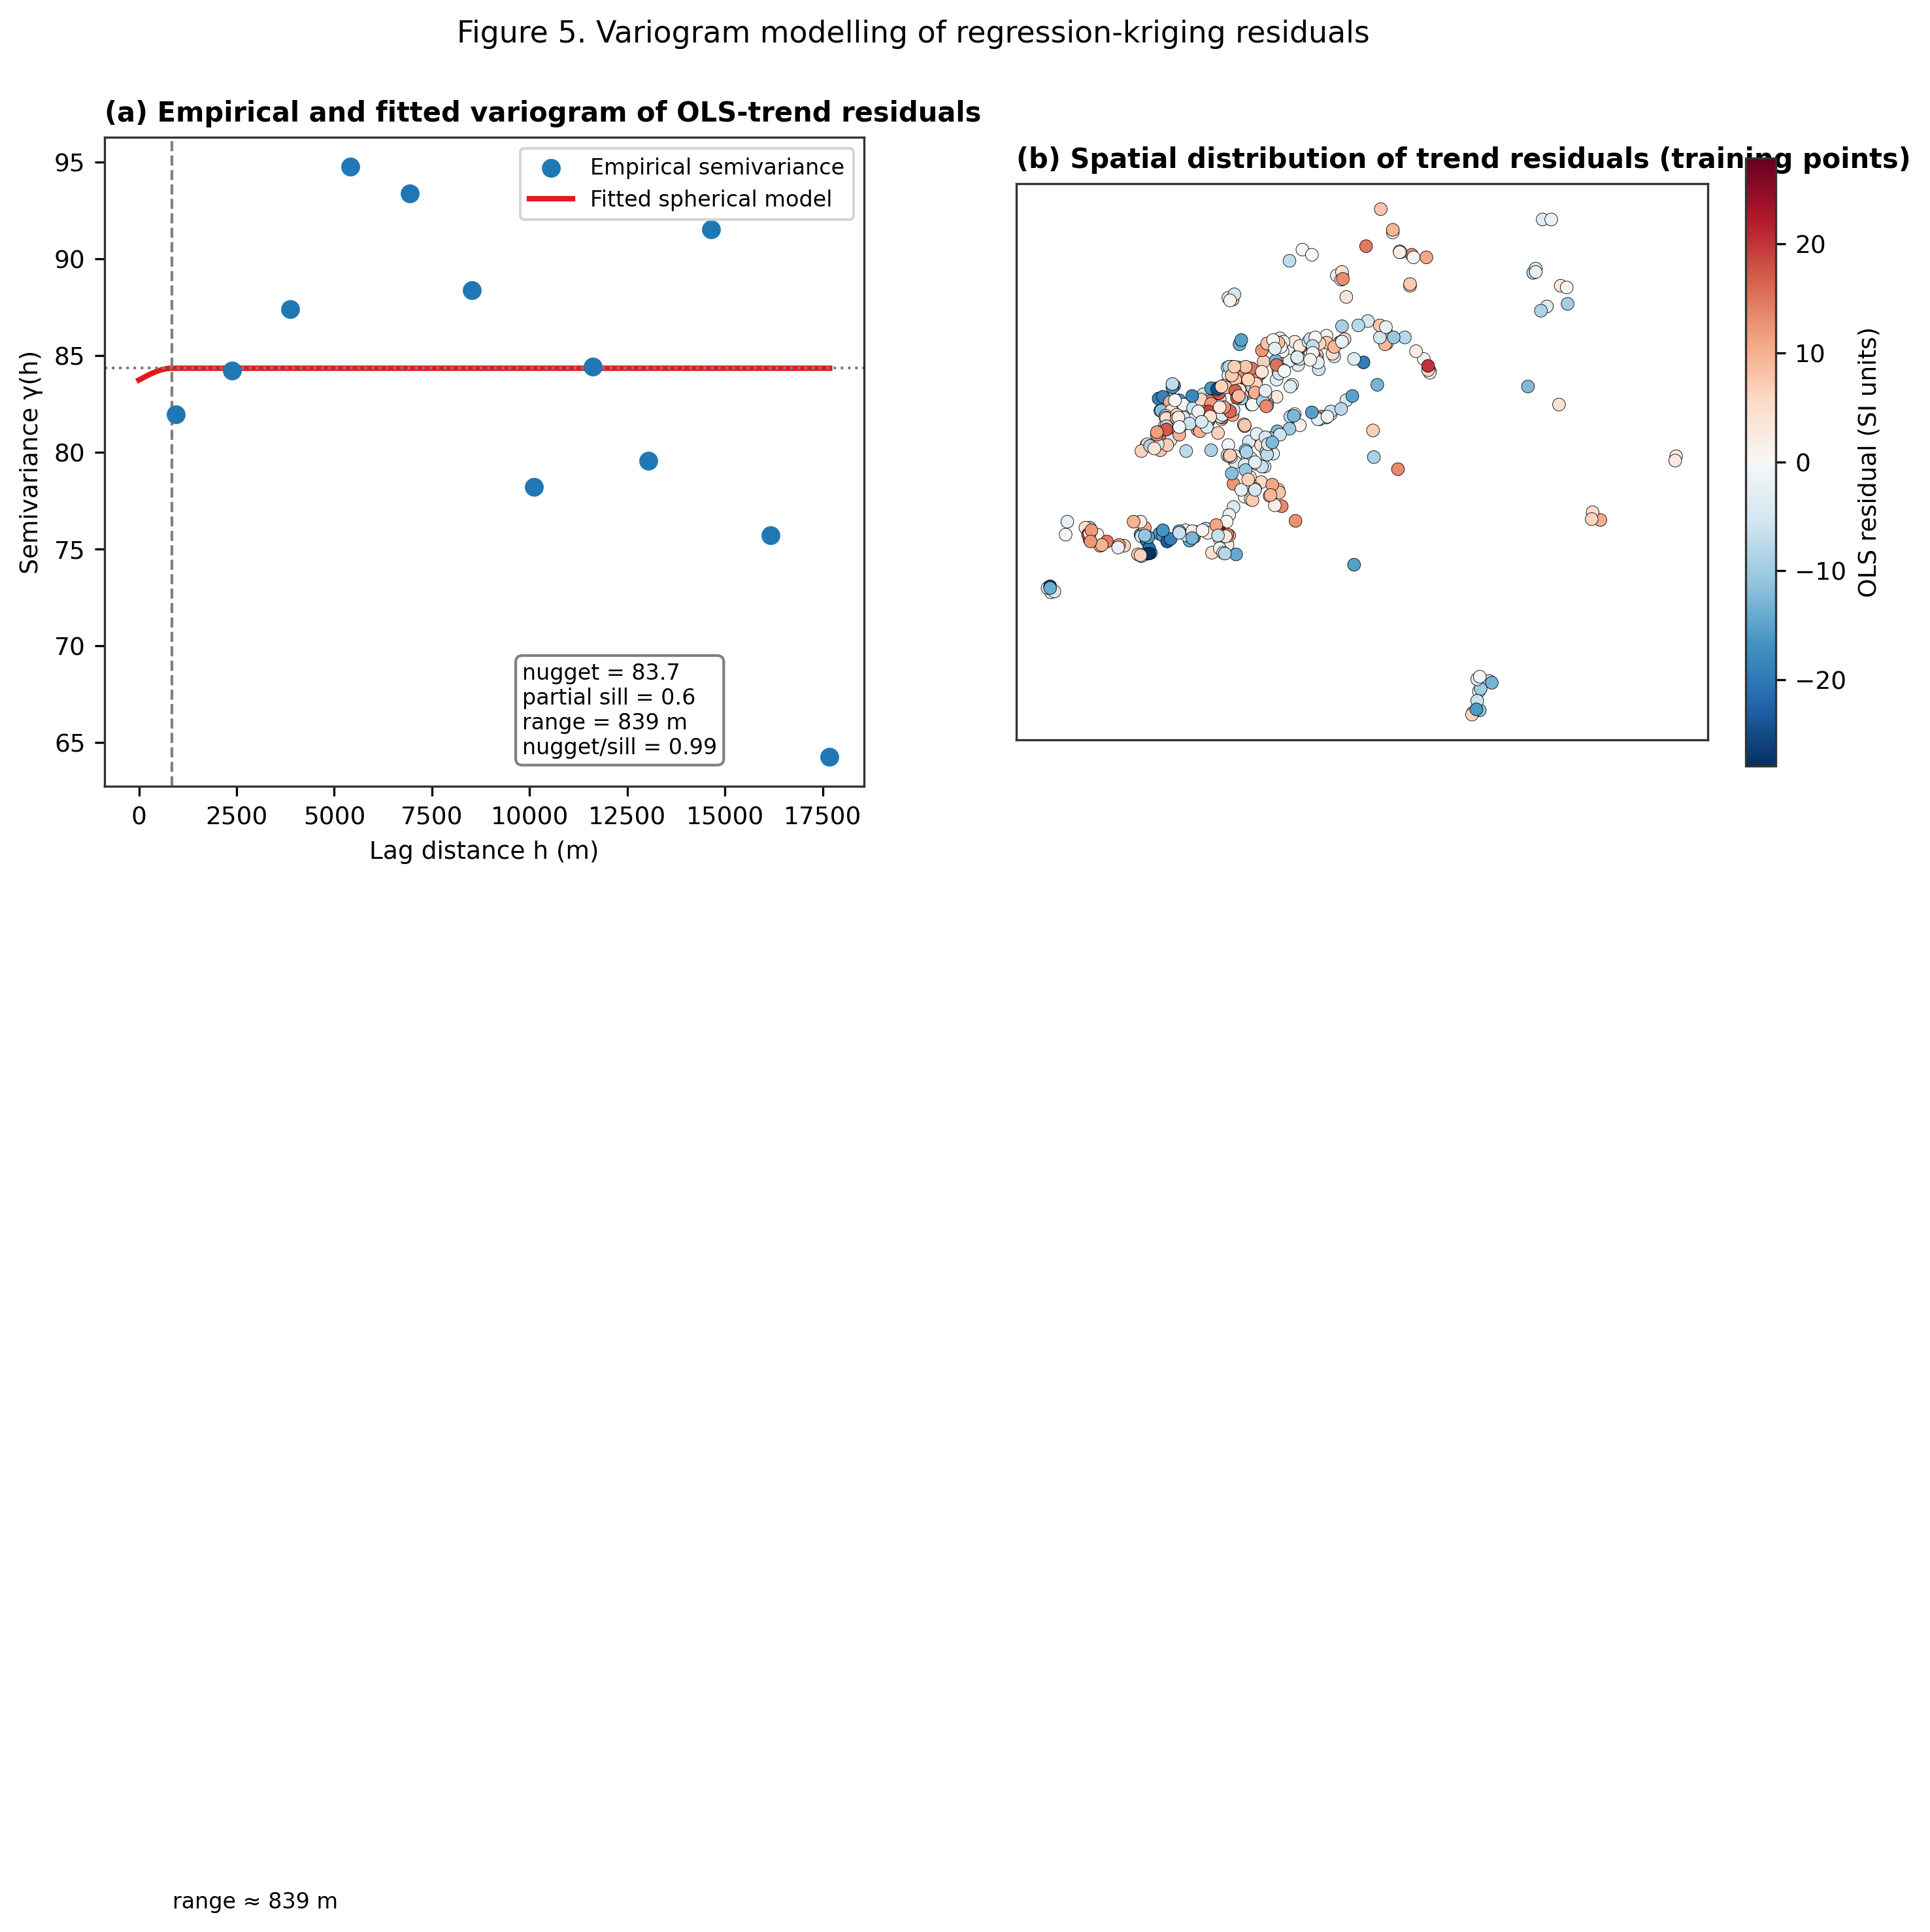 Figure 5. Variogram modelling of regression-kriging residuals
(a) Empirical and fitted variogram of OLS-trend residuals
Empirical semivariance
Fitted spherical model
95
90
85
80
75
70
65
Semivariance γ(h)
nugget = 83.7
partial sill = 0.6
range = 839 m
nugget/sill = 0.99
0 2500 5000 7500 10000 12500 15000 17500
Lag distance h (m)
(b) Spatial distribution of trend residuals (training points)
20
10
0
−10
−20
OLS residual (SI units)
range ≈ 839 m